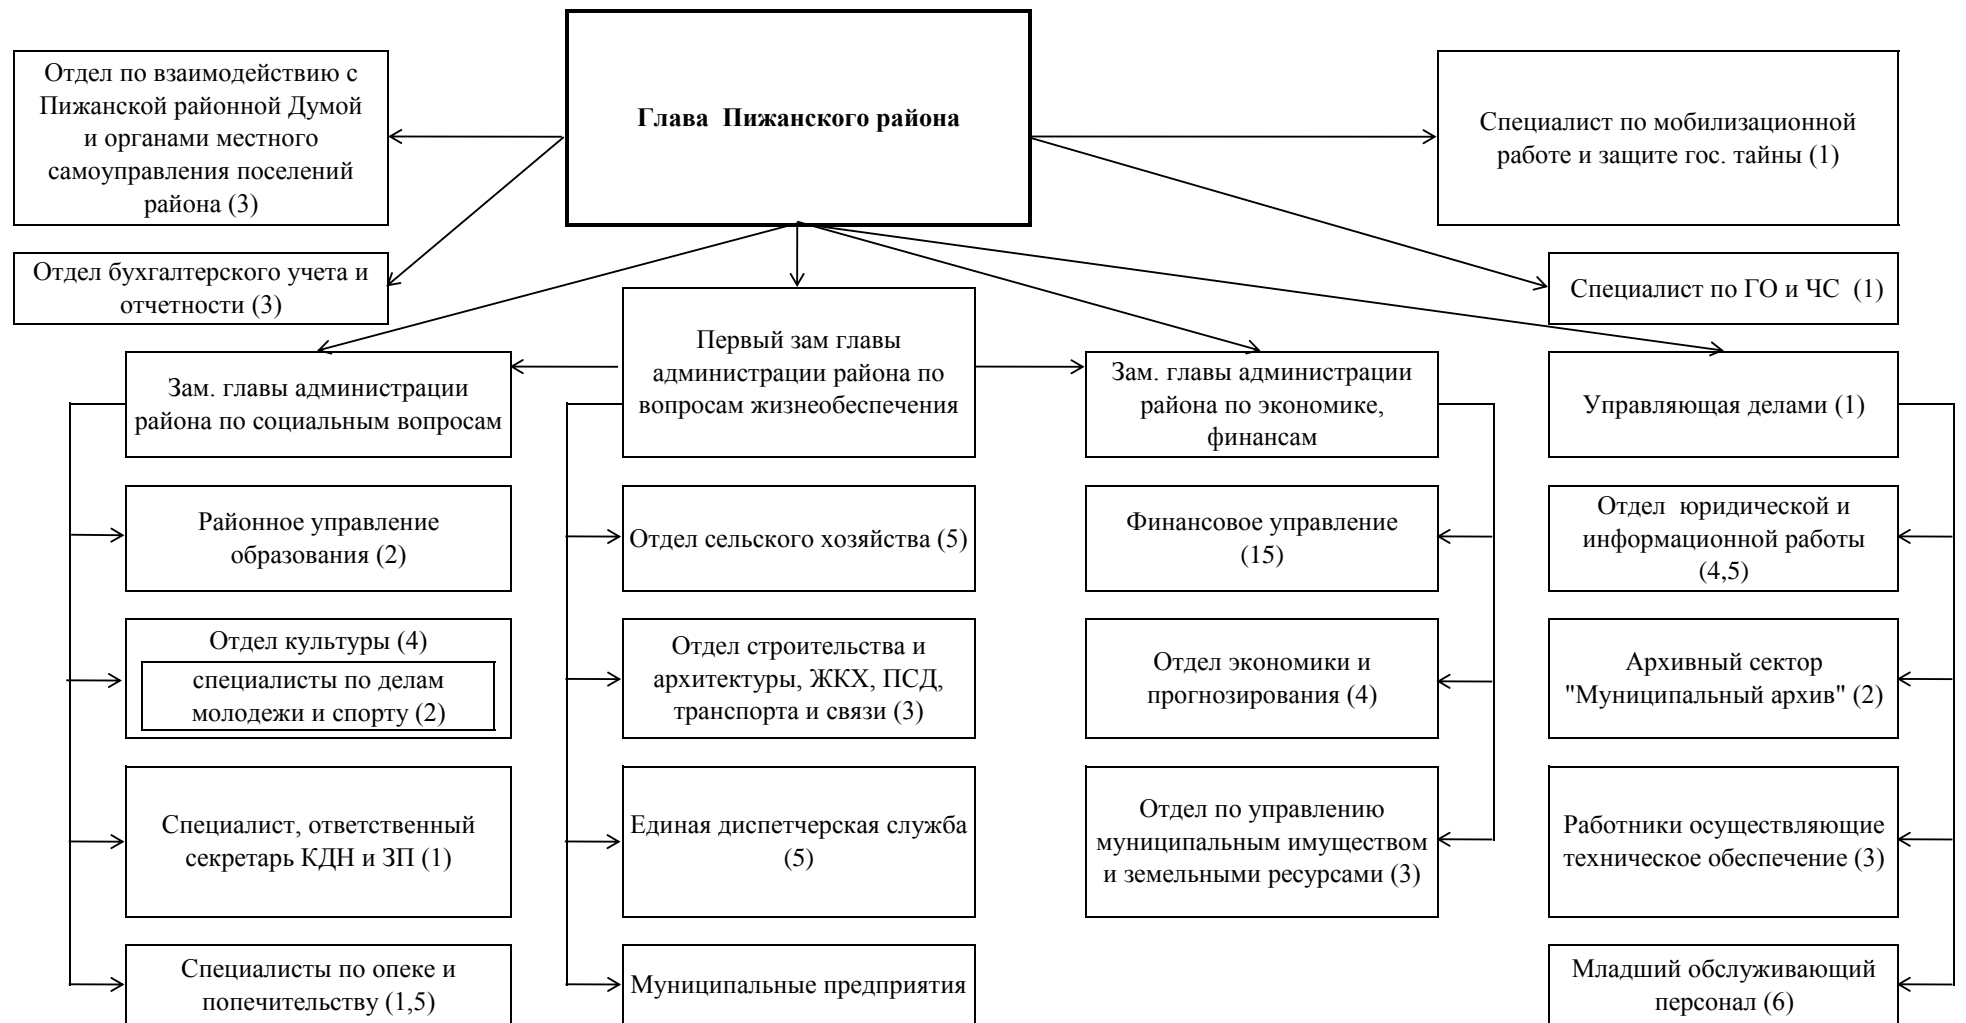 Глава  Пижанского района
Отдел по взаимодействию с
Пижанской районной Думой
и органами местного
самоуправления поселений
района (3)
Специалист по мобилизационной
работе и защите гос. тайны (1)
Отдел бухгалтерского учета и
отчетности (3)
Специалист по ГО и ЧС  (1)
Зам. главы администрации
района по социальным вопросам
Первый зам главы
администрации района по
вопросам жизнеобеспечения
Зам. главы администрации
района по экономике,
финансам
Управляющая делами (1)
Районное управление
образования (2)
Отдел сельского хозяйства (5)
Финансовое управление
(15)
Отдел  юридической и
информационной работы
(4,5)
Отдел культуры (4)
специалисты по делам
молодежи и спорту (2)
Отдел строительства и
архитектуры, ЖКХ, ПСД,
транспорта и связи (3)
Отдел экономики и
прогнозирования (4)
Архивный сектор
"Муниципальный архив" (2)
Специалист, ответственный
секретарь КДН и ЗП (1)
Единая диспетчерская служба
(5)
Отдел по управлению
муниципальным имуществом
и земельными ресурсами (3)
Работники осуществляющие
техническое обеспечение (3)
Специалисты по опеке и
попечительству (1,5)
Муниципальные предприятия
Младший обслуживающий
персонал (6)